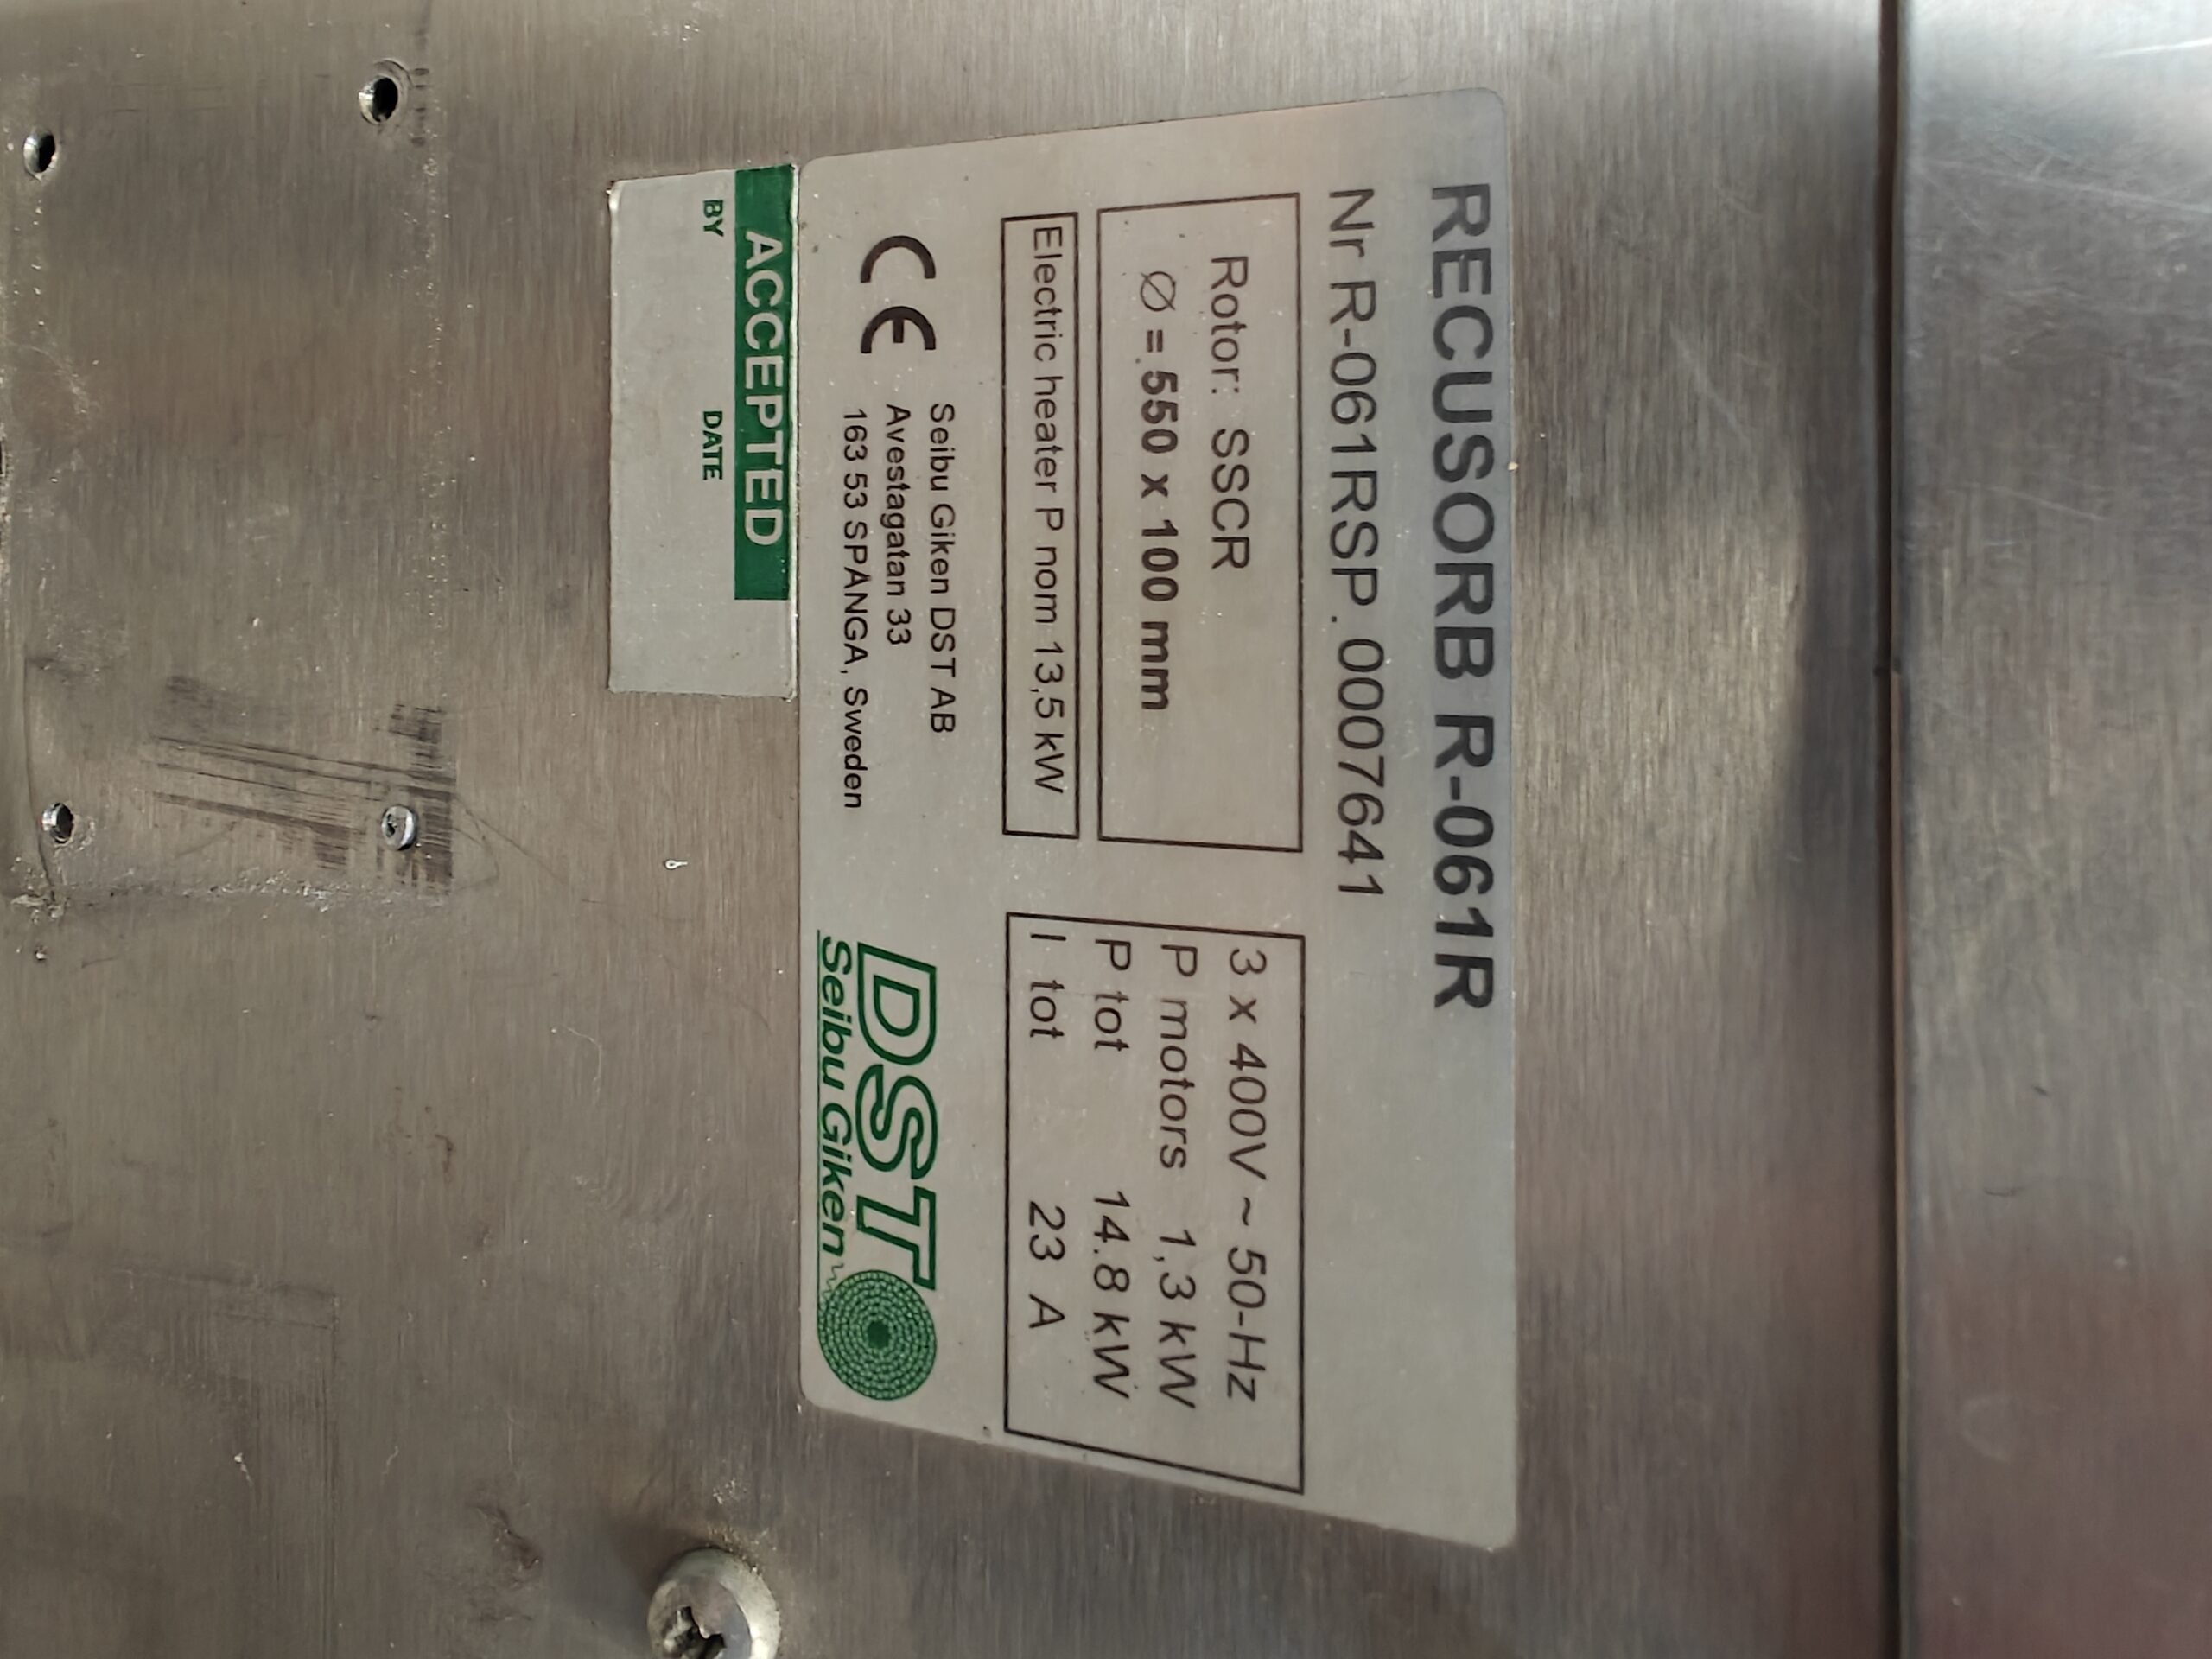 RECUSORB R-061R
Nr R-061RSP. 0007641
Rotor: SSCR
Ø = 550 x 100 mm
Electric heater P nom 13,5 kW
3 x 400V ~ 50-Hz
P motors 1,3 kW
P tot 14.8 kW
I tot 23 A
CE
Seibu Giken DST AB
Avestagatan 33
163 53 SPÅNGA, Sweden
DST
Seibu Giken
ACCEPTED
BY DATE